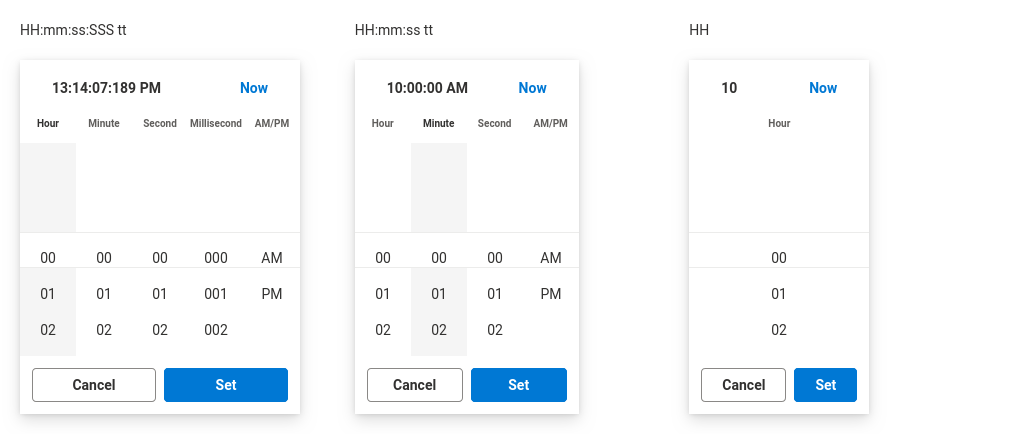 HH:mm:ss:SSS tt
13:14:07:189 PM Now
Hour Minute Second Millisecond AM/PM
00 00 00 000 AM
01 01 01 001 PM
02 02 02 002
Cancel Set
HH:mm:ss tt
10:00:00 AM Now
Hour Minute Second AM/PM
00 00 00 AM
01 01 01 PM
02 02 02
Cancel Set
HH
10 Now
Hour
00
01
02
Cancel Set